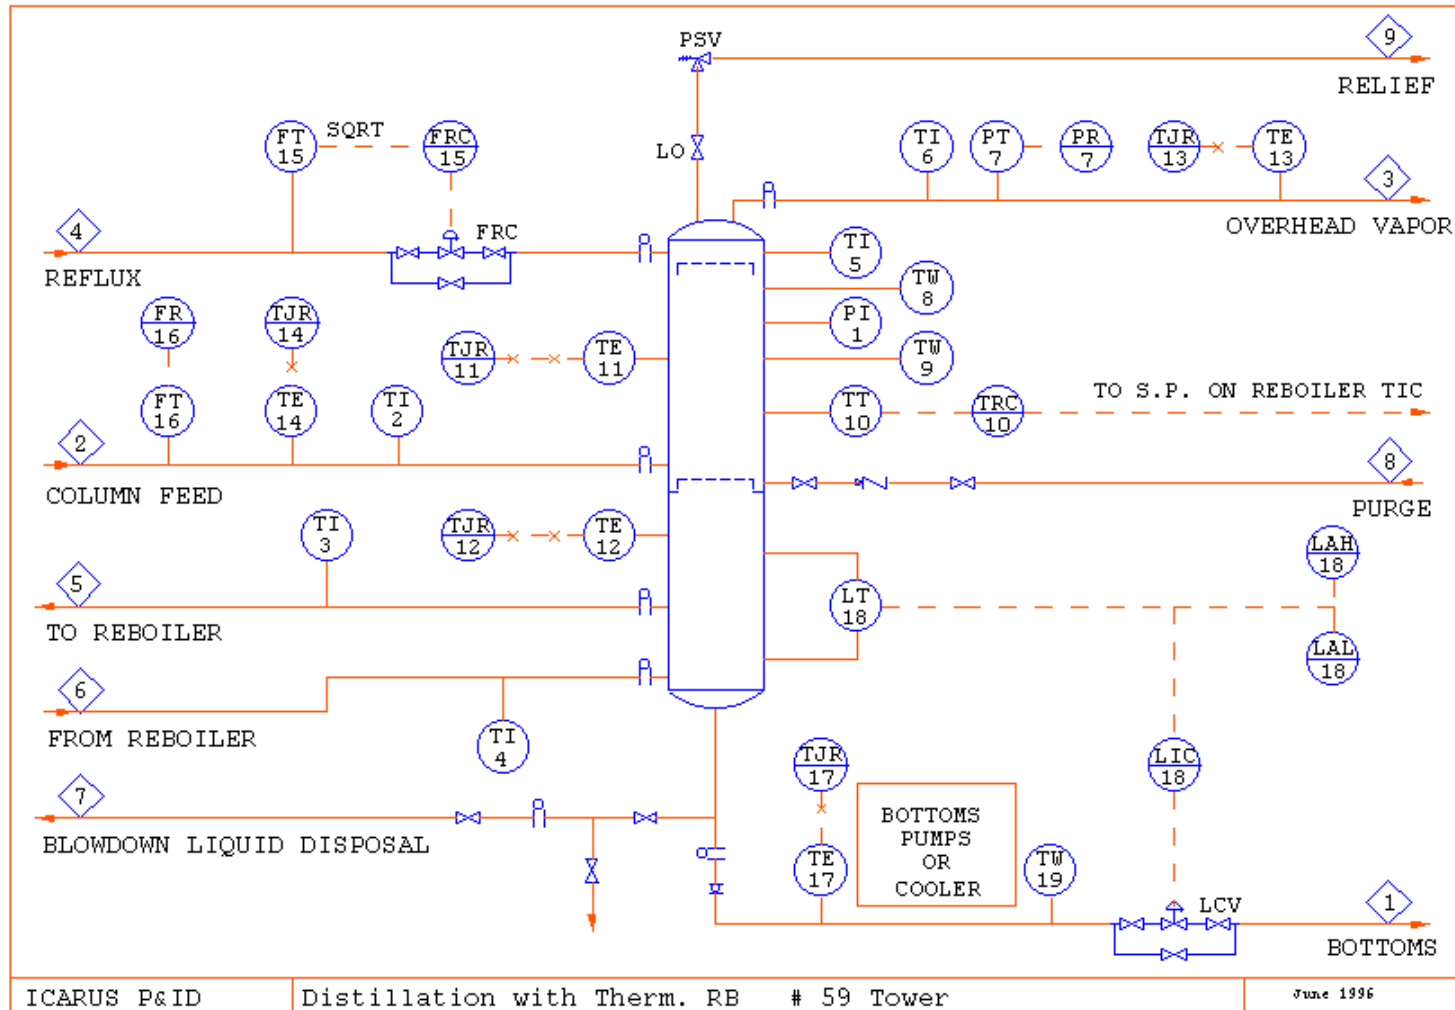 PSV
9
RELIEF
FT
15
SQRT
FRC
15
LO
TI
6
PT
7
PR
7
TJR
13
TE
13
3
OVERHEAD VAPOR
4
REFLUX
FRC
TI
5
TW
8
FR
16
TJR
14
PI
1
TJR
11
TE
11
TW
9
FT
16
TE
14
TI
2
TT
10
TRC
10
TO S.P. ON REBOILER TIC
2
COLUMN FEED
8
PURGE
TI
3
TJR
12
TE
12
LAH
18
5
TO REBOILER
LT
18
LAL
18
6
FROM REBOILER
TI
4
TJR
17
LIC
18
7
BLOWDOWN LIQUID DISPOSAL
BOTTOMS
PUMPS
OR
COOLER
TE
17
TW
19
LCV
1
BOTTOMS
ICARUS P&ID
Distillation with Therm. RB # 59 Tower
June 1996